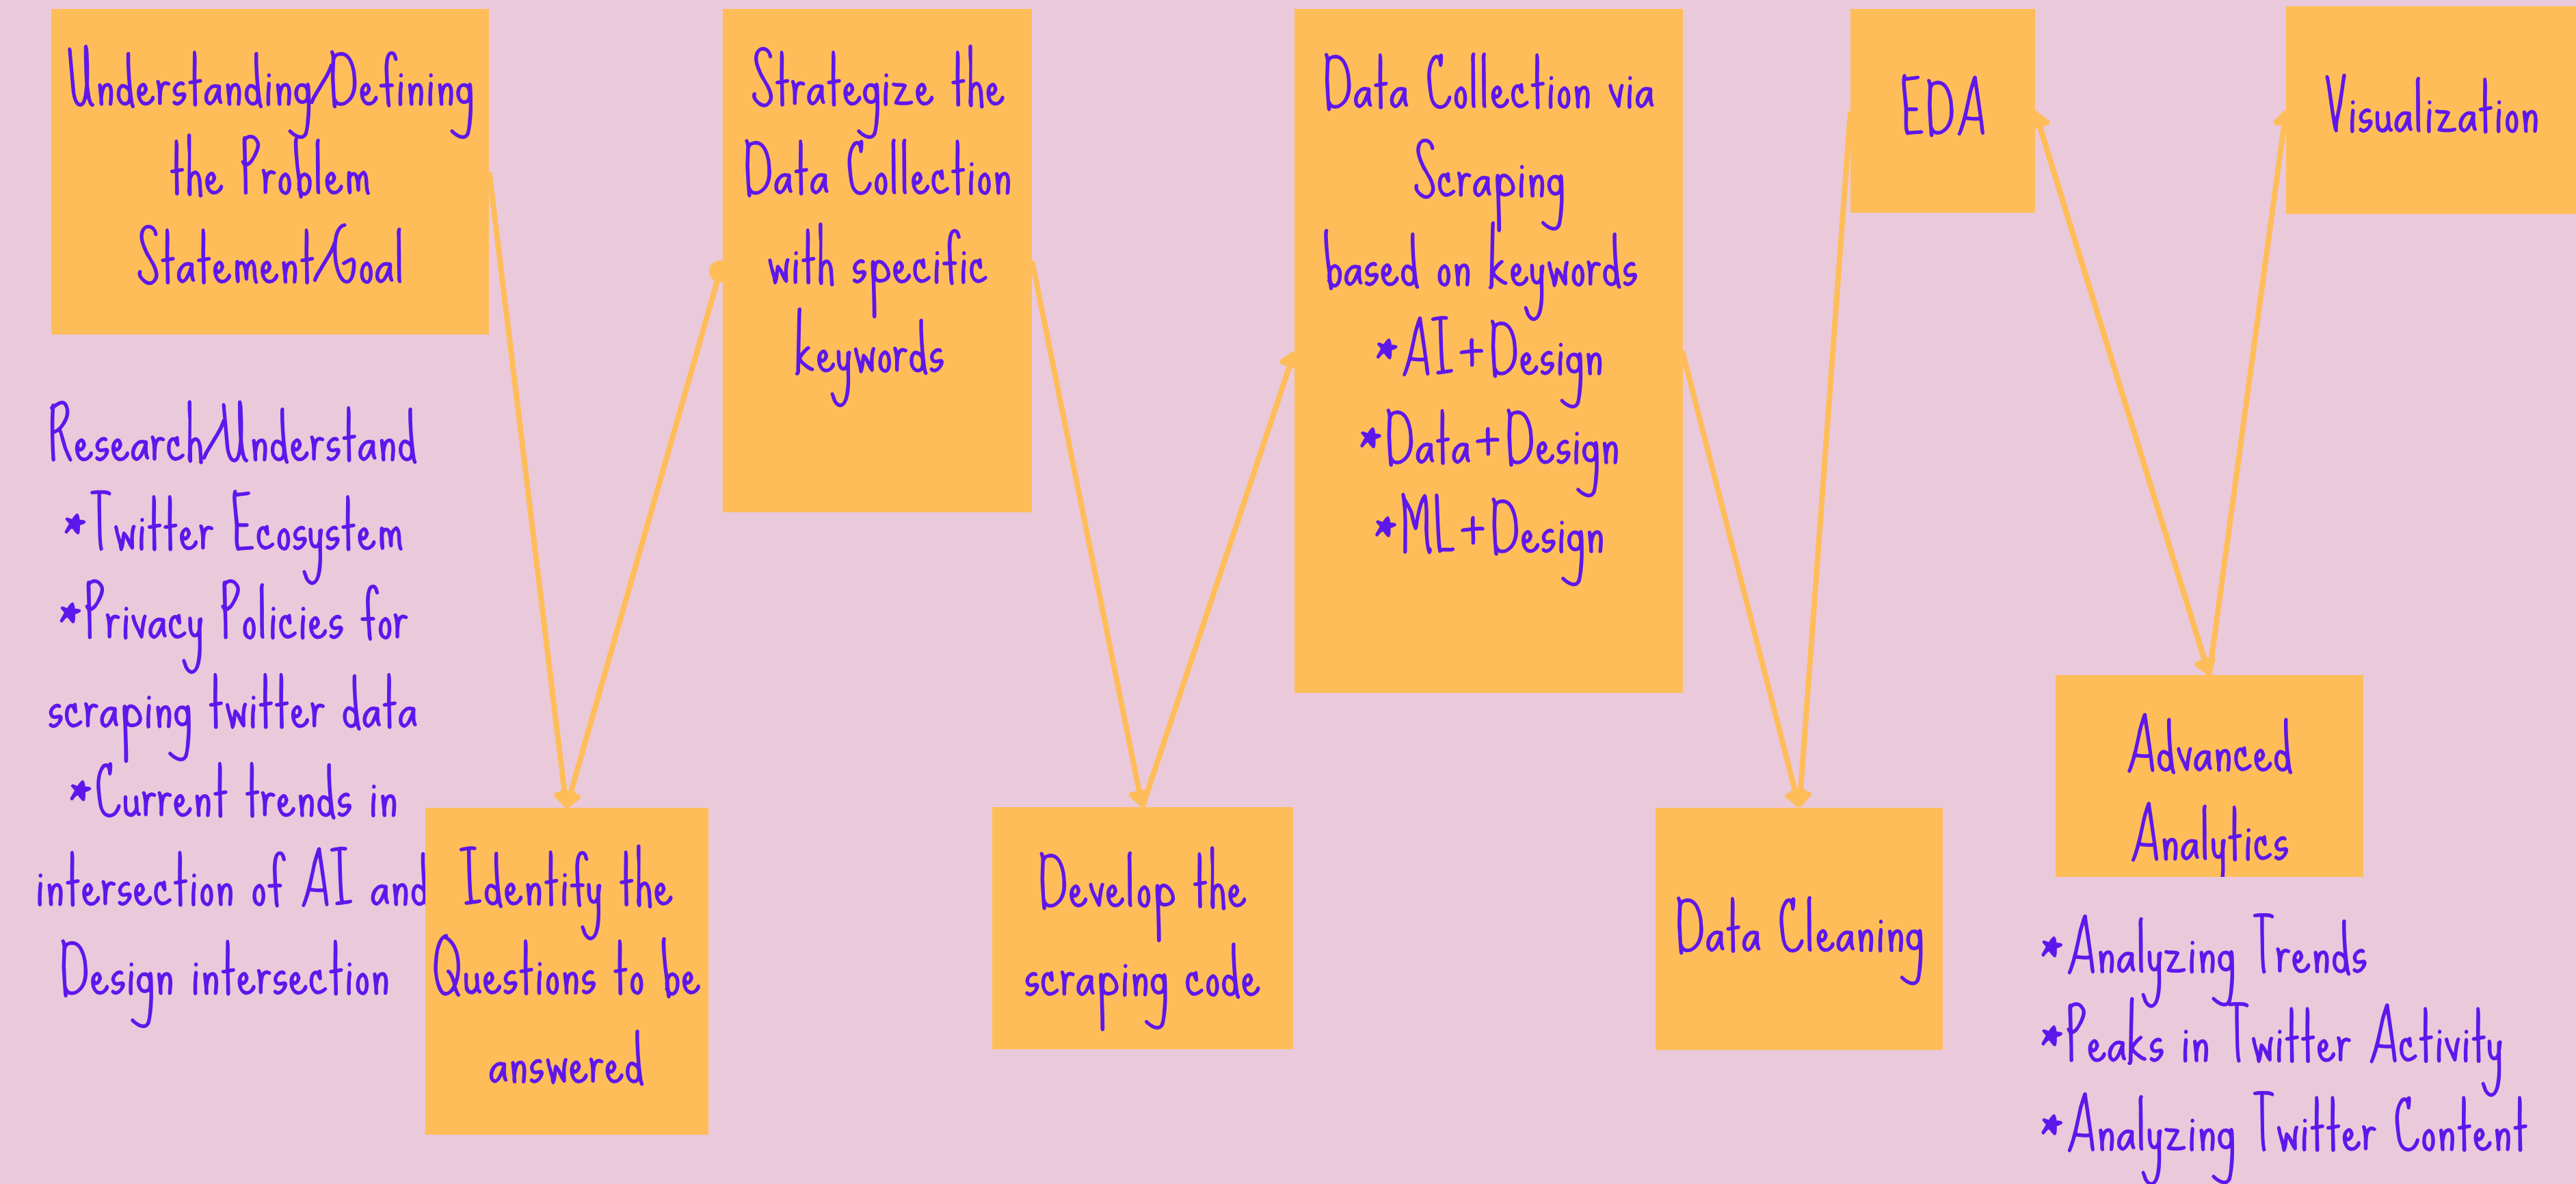 Understanding/Defining
the Problem
Statement/Goal
Research/Understand
*Twitter Ecosystem
*Privacy Policies for
scraping twitter data
*Current trends in
intersection of AI and
Design intersection
Identify the
Questions to be
answered
Strategize the
Data Collection
with specific
keywords
Develop the
scraping code
Data Collection via
Scraping
based on keywords
*AI+Design
*Data+Design
*ML+Design
Data Cleaning
EDA
Advanced
Analytics
*Analyzing Trends
*Peaks in Twitter Activity
*Analyzing Twitter Content
Visualization